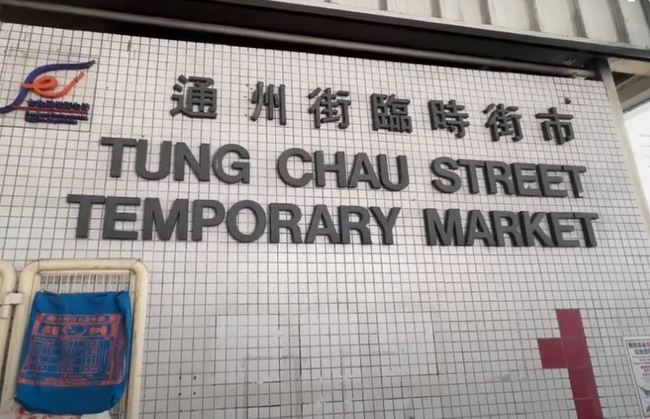 通州街臨時街市
TUNG CHAU STREET
TEMPORARY MARKET